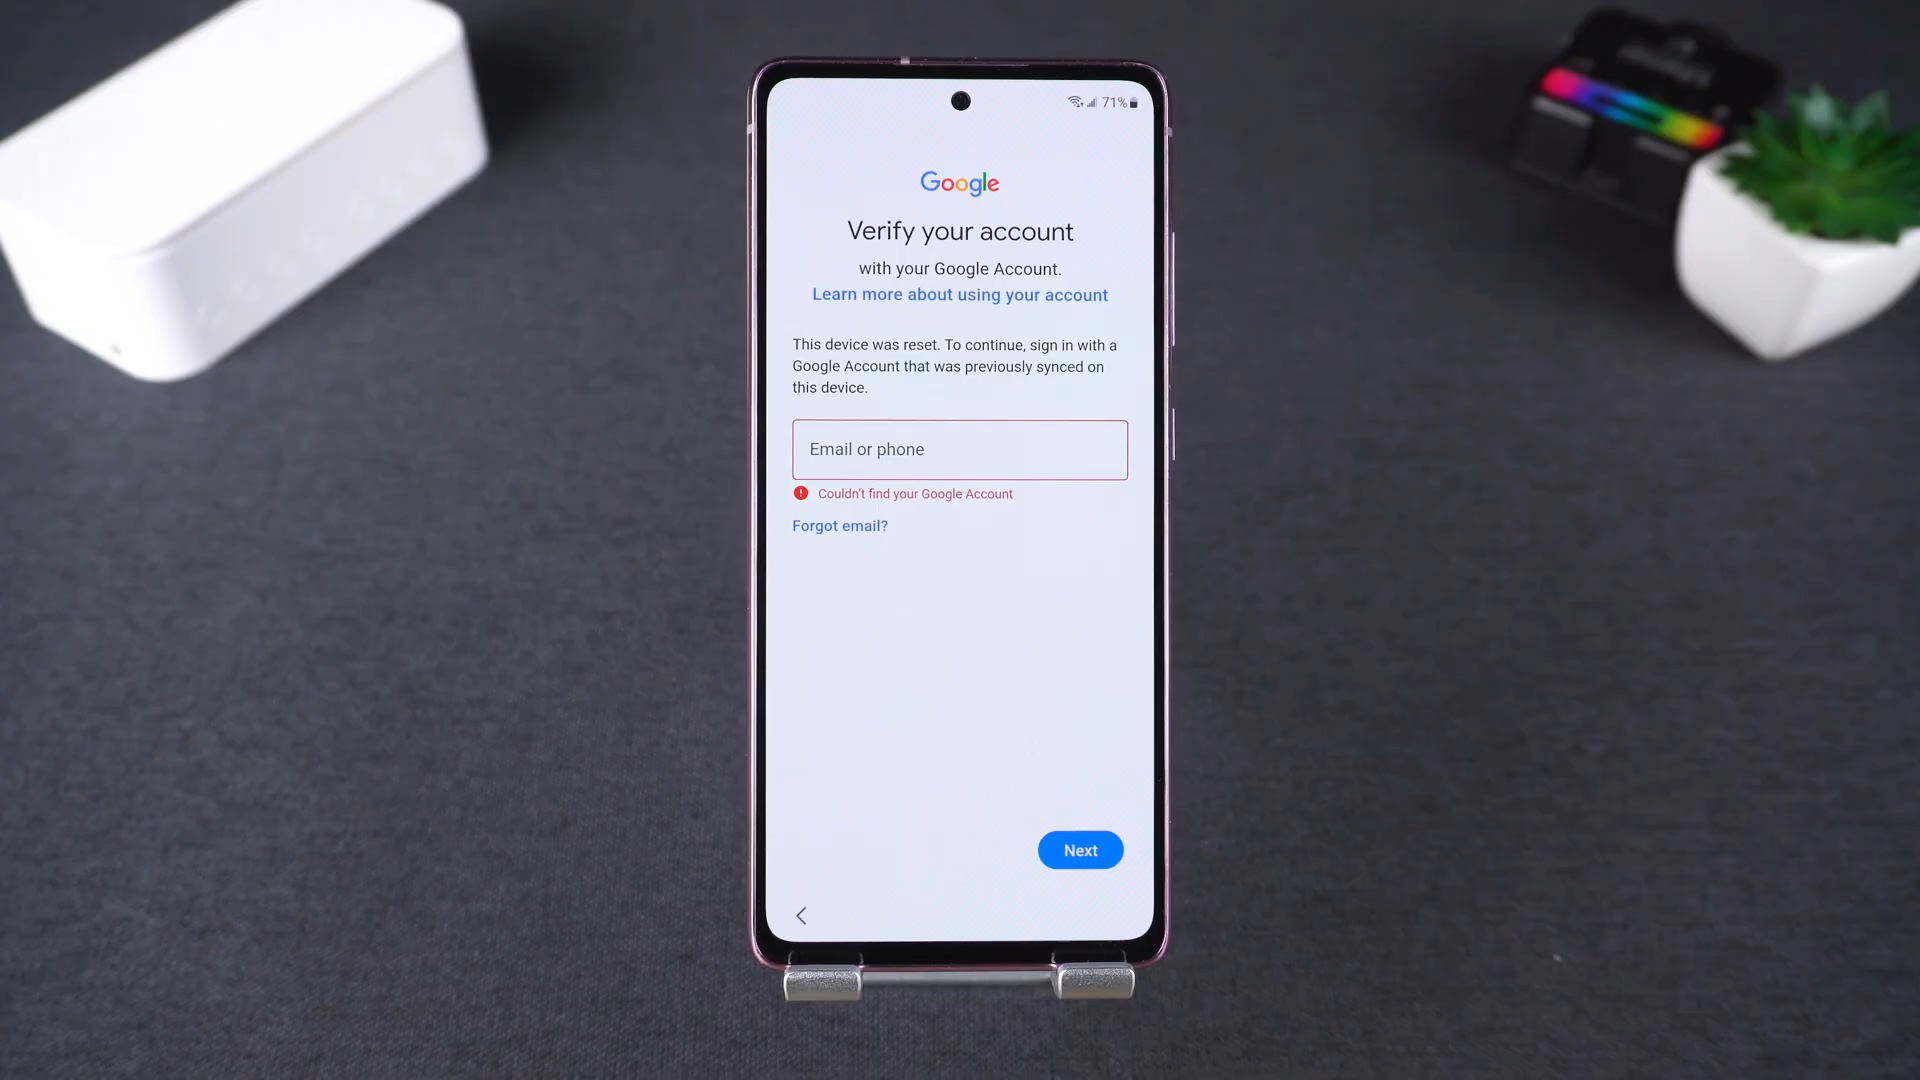 71%
Google
Verify your account
with your Google Account.
Learn more about using your account
This device was reset. To continue, sign in with a
Google Account that was previously synced on
this device.
Email or phone
Couldn't find your Google Account
Forgot email?
Next